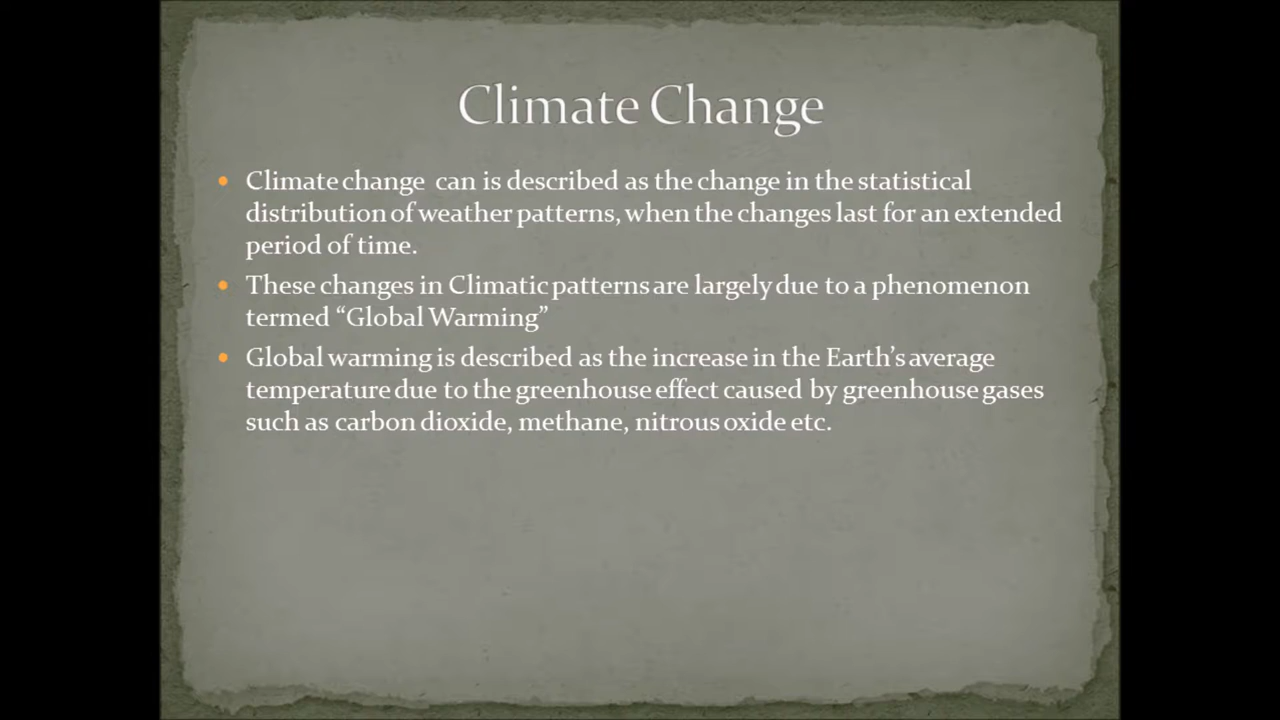 Climate Change
• Climate change can is described as the change in the statistical
distribution of weather patterns, when the changes last for an extended
period of time.
• These changes in Climatic patterns are largely due to a phenomenon
termed “Global Warming”
• Global warming is described as the increase in the Earth’s average
temperature due to the greenhouse effect caused by greenhouse gases
such as carbon dioxide, methane, nitrous oxide etc.